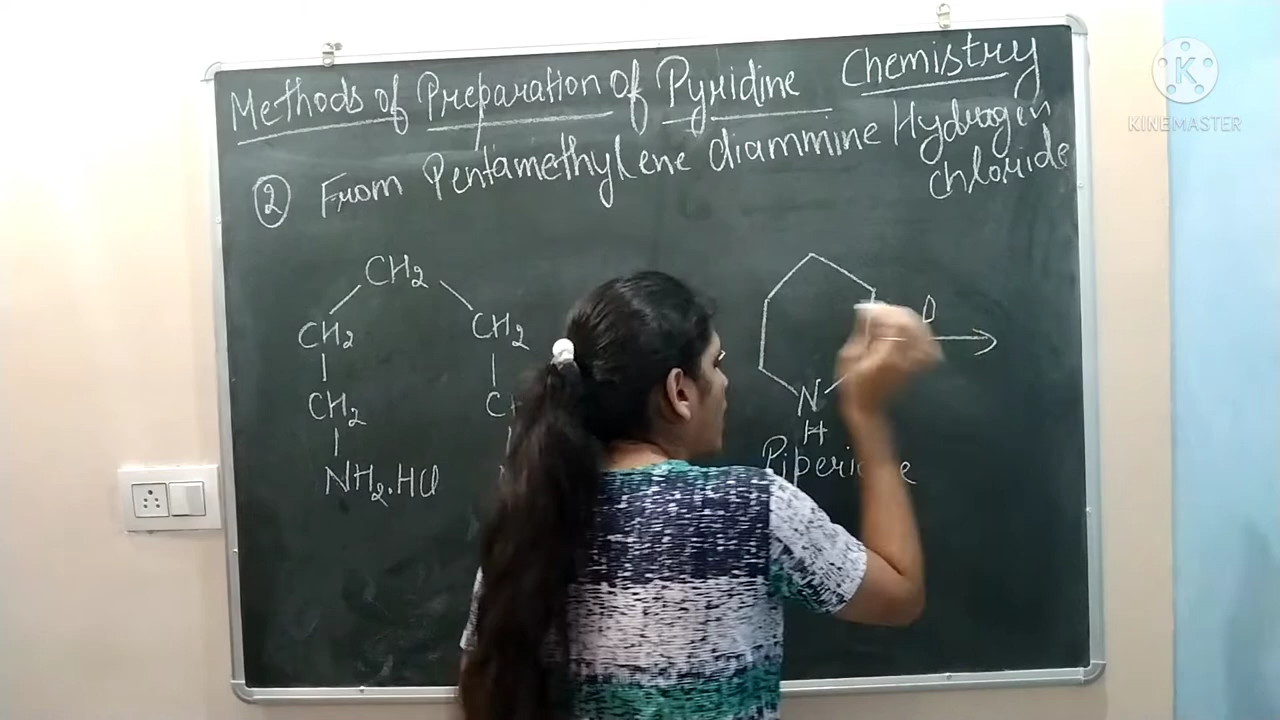 Methods of Preparation of Pyridine Chemistry
② From Pentamethylene diammine Hydrogen
chloride
CH2
CH2 CH2
CH2
N
H
NH2.HCl
Δ
KINEMASTER